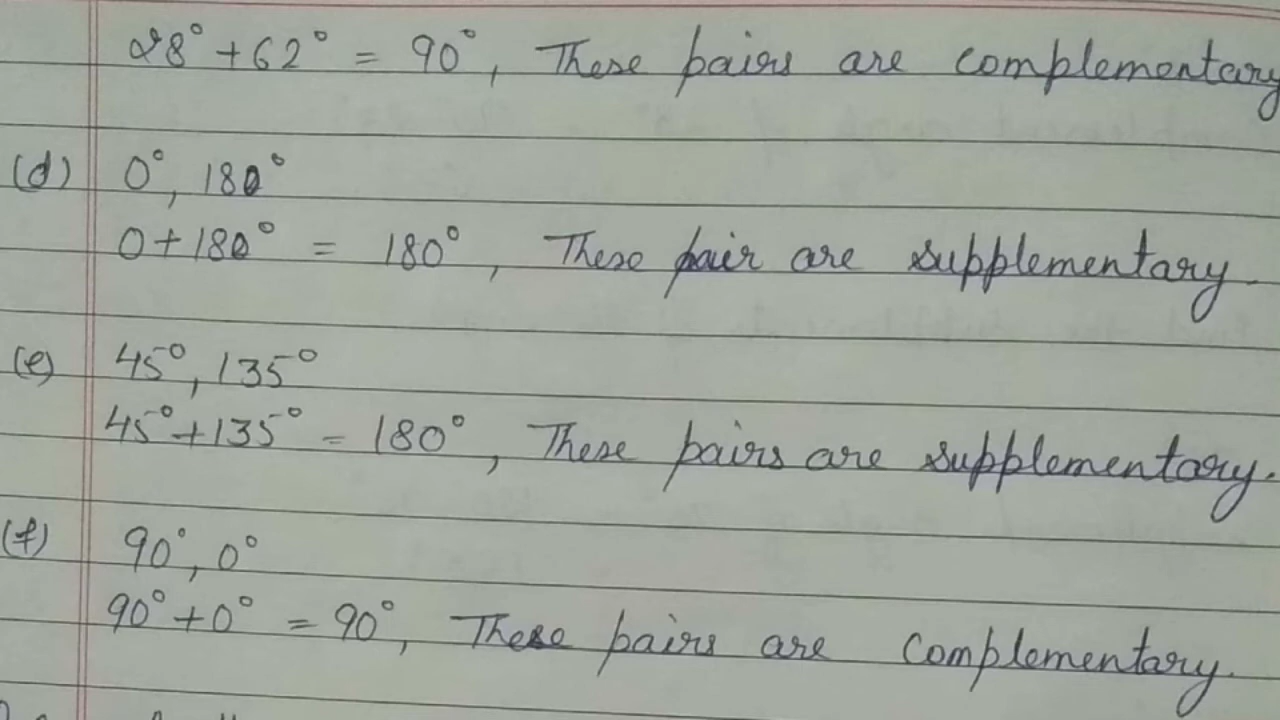 28° + 62° = 90°, These pairs are complementary
(d) 0°, 180°
0 + 180° = 180°, These pair are supplementary.
(e) 45°, 135°
45° + 135° = 180°, These pairs are supplementary.
(f) 90°, 0°
90° + 0° = 90°, These pairs are complementary.